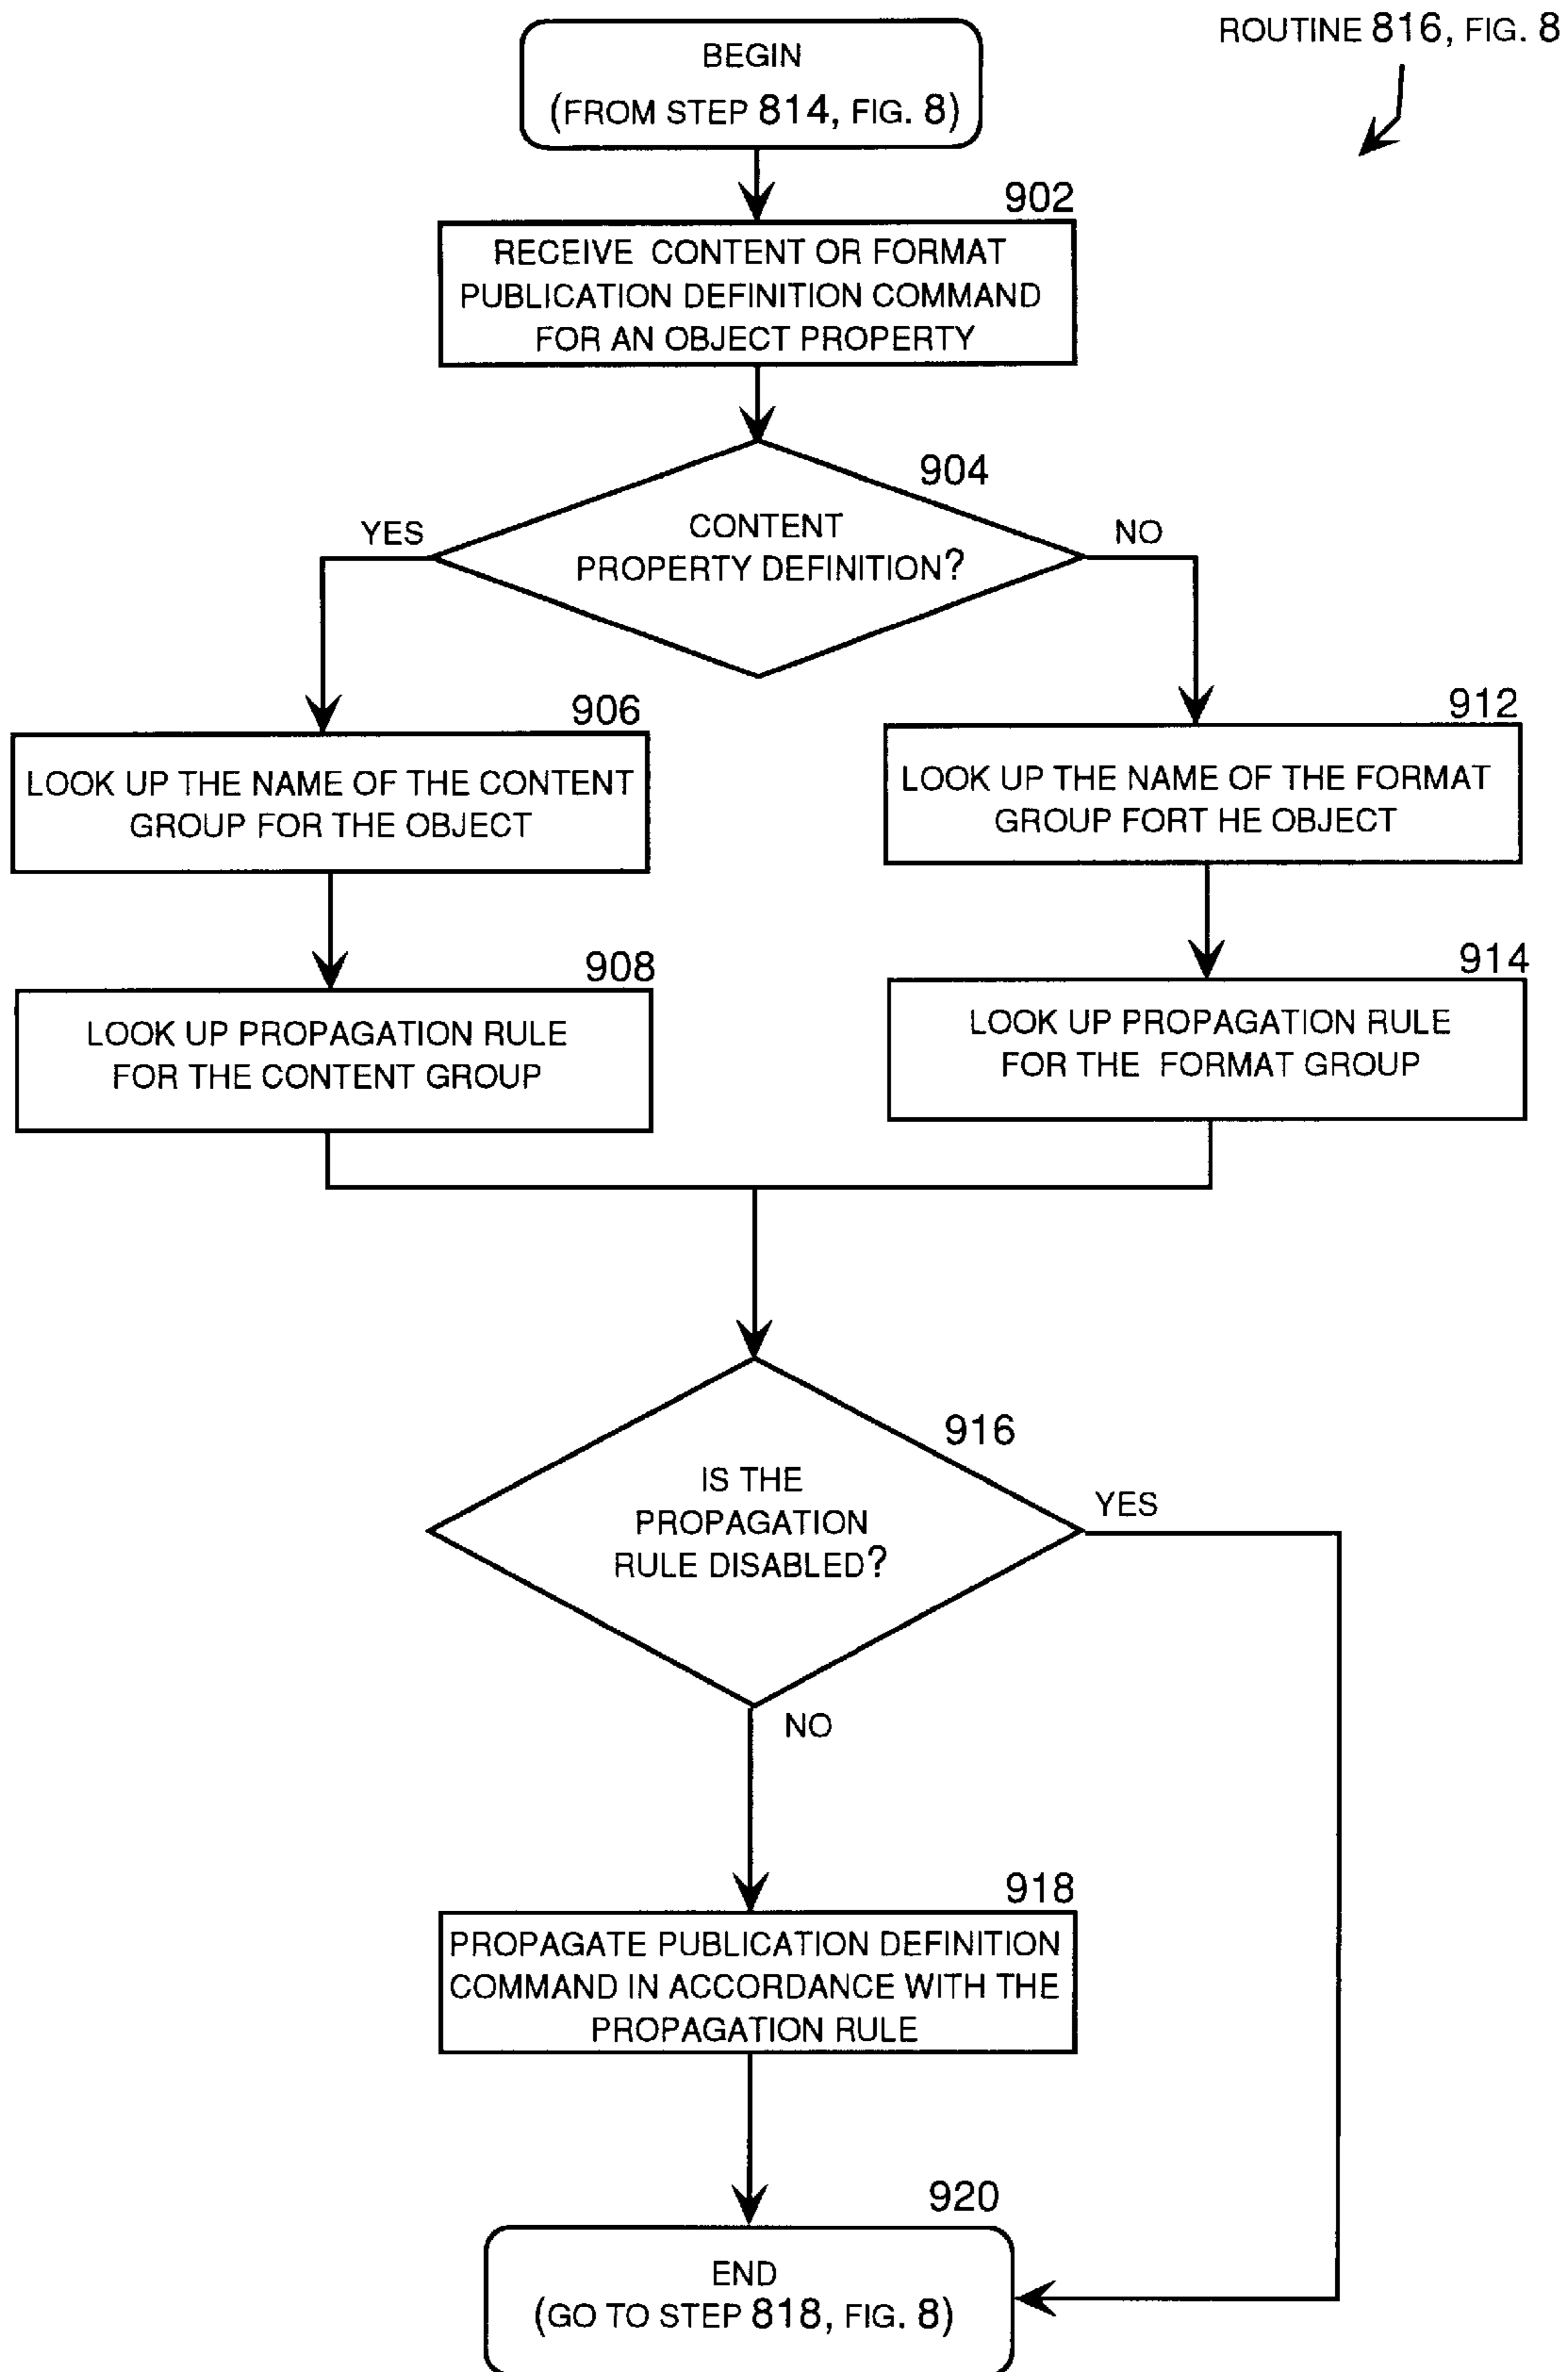 ROUTINE 816, FIG. 8
BEGIN
(FROM STEP 814, FIG. 8)
902
RECEIVE CONTENT OR FORMAT
PUBLICATION DEFINITION COMMAND
FOR AN OBJECT PROPERTY
904
CONTENT
PROPERTY DEFINITION?
YES
NO
906
LOOK UP THE NAME OF THE CONTENT
GROUP FOR THE OBJECT
912
LOOK UP THE NAME OF THE FORMAT
GROUP FORT HE OBJECT
908
LOOK UP PROPAGATION RULE
FOR THE CONTENT GROUP
914
LOOK UP PROPAGATION RULE
FOR THE FORMAT GROUP
916
IS THE
PROPAGATION
RULE DISABLED?
YES
NO
918
PROPAGATE PUBLICATION DEFINITION
COMMAND IN ACCORDANCE WITH THE
PROPAGATION RULE
920
END
(GO TO STEP 818, FIG. 8)